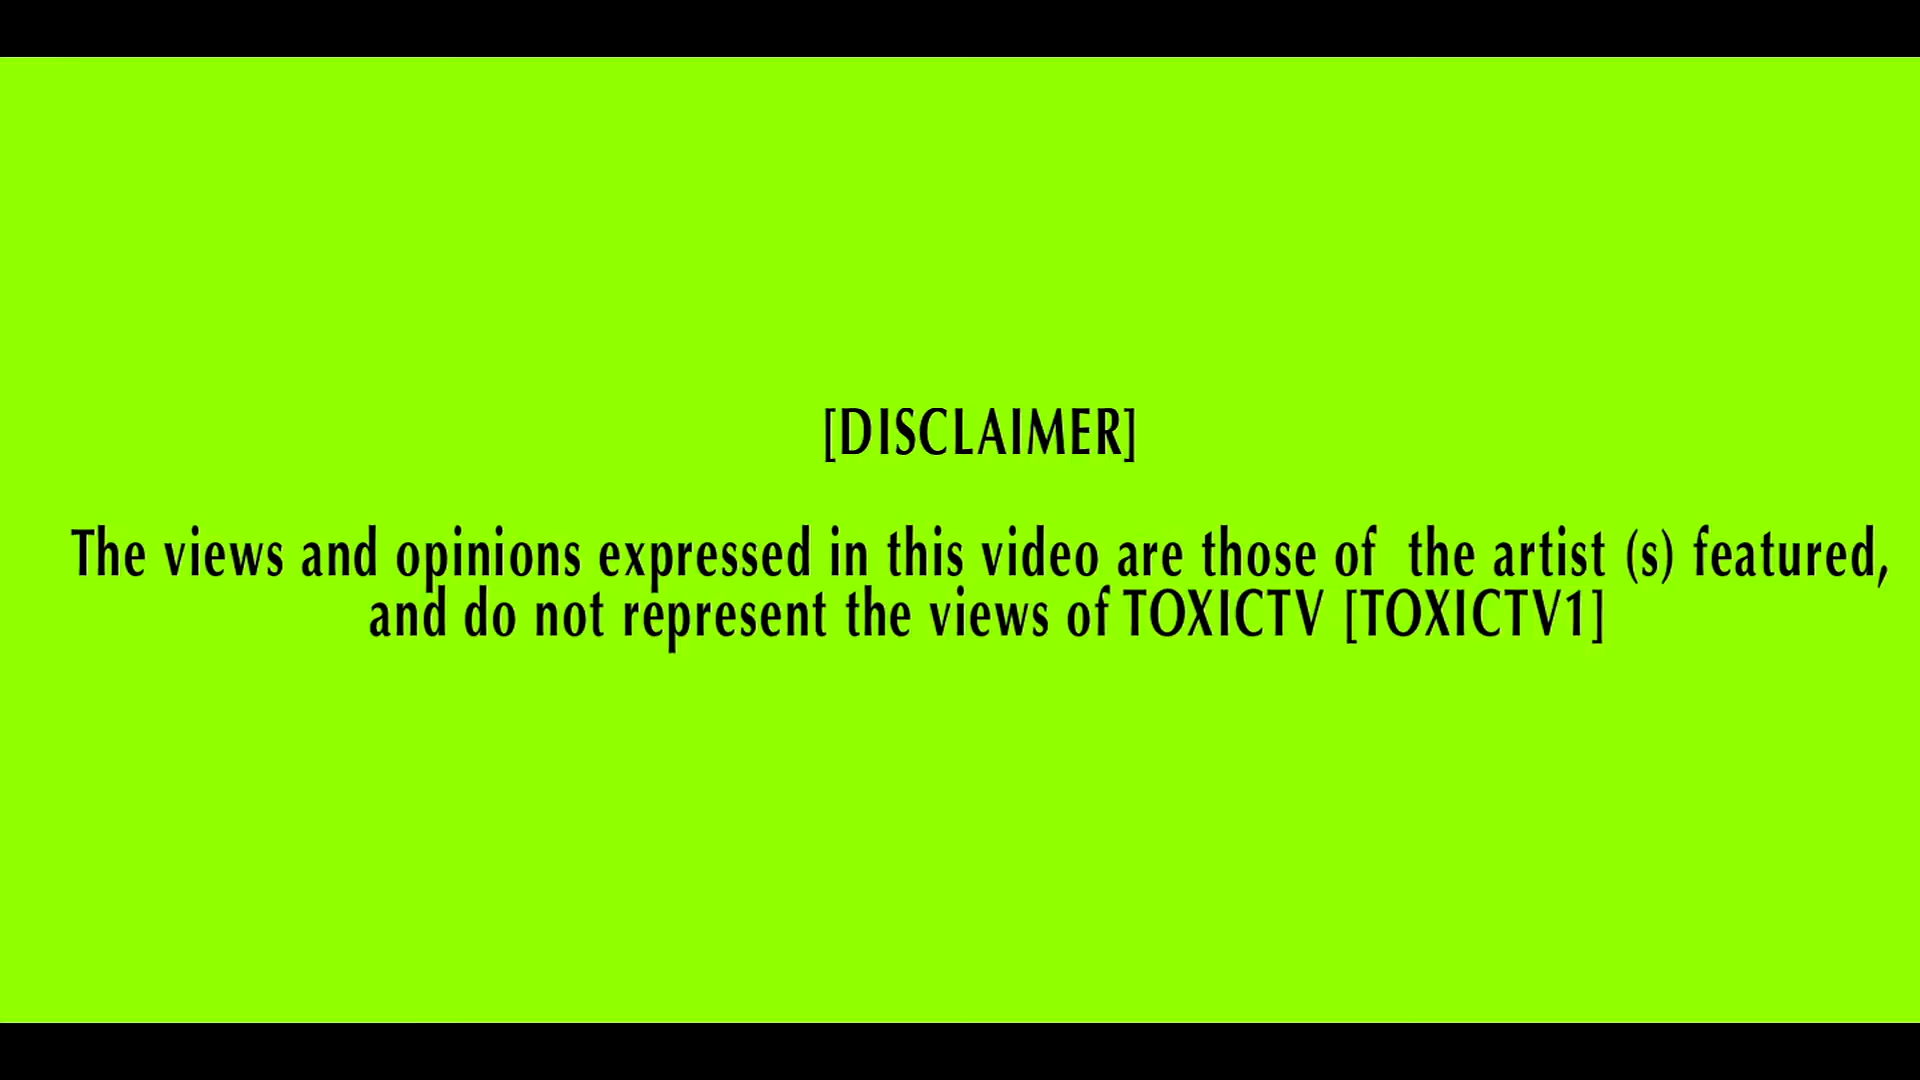 [DISCLAIMER]
The views and opinions expressed in this video are those of  the artist (s) featured,
and do not represent the views of TOXICTV [TOXICTV1]